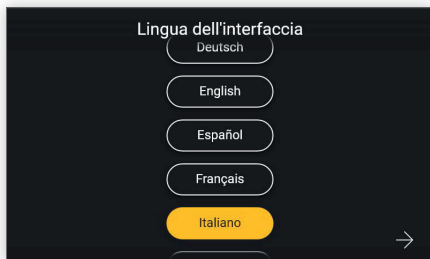 Lingua dell'interfaccia
Deutsch
English
Español
Français
Italiano